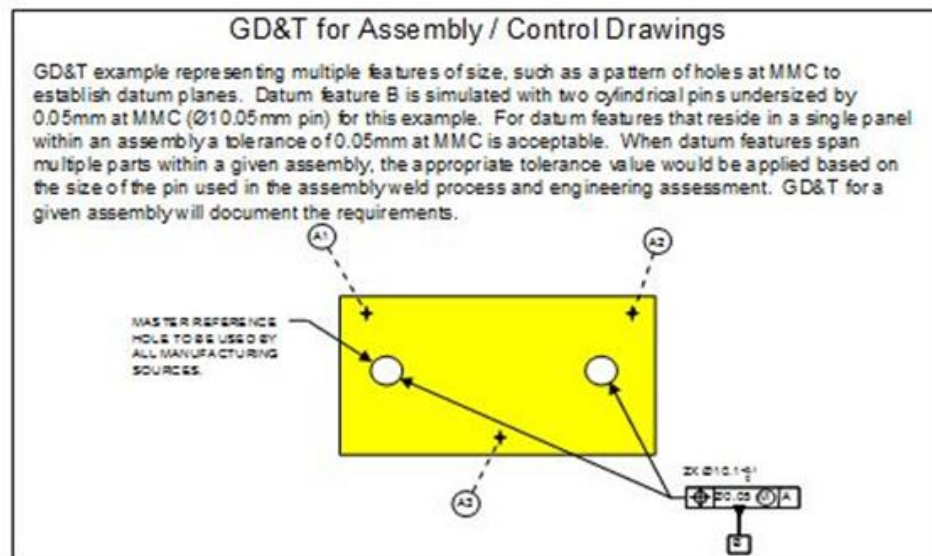 GD&T for Assembly / Control Drawings
GD&T example representing multiple features of size, such as a pattern of holes at MMC to
establish datum planes. Datum feature B is simulated with two cylindrical pins undersized by
0.05mm at MMC (Ø10.05mm pin) for this example. For datum features that reside in a single panel
within an assembly a tolerance of 0.05mm at MMC is acceptable. When datum features span
multiple parts within a given assembly, the appropriate tolerance value would be applied based on
the size of the pin used in the assembly weld process and engineering assessment. GD&T for a
given assembly will document the requirements.
A1
A2
MASTER REFERENCE
HOLE TO BE USED BY
ALL MANUFACTURING
SOURCES.
2X Ø10.1
Ø0.05 A